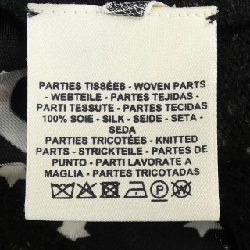 PARTIES TISSÉES - WOVEN PARTS
- WEBTEILE - PARTES TEJIDAS -
PARTI TESSUTE - PARTES TECIDAS
100% SOIE - SILK - SEIDE - SETA -
SEDA
PARTIES TRICOTÉES - KNITTED
PARTS - STRICKTEILE - PARTES DE
PUNTO - PARTI LAVORATE A
MAGLIA - PARTES TRICOTADAS
P